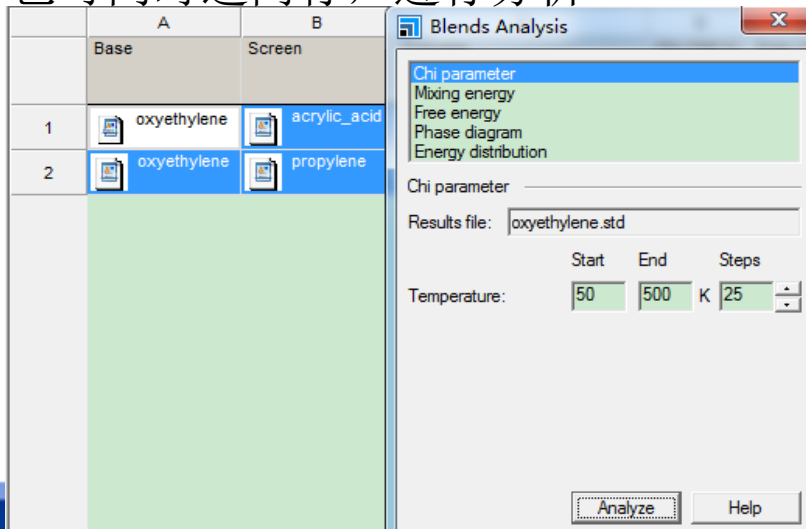 A B
Base Screen
1 oxyethylene acrylic_acid
2 oxyethylene propylene
Blends Analysis
Chi parameter
Mixing energy
Free energy
Phase diagram
Energy distribution
Chi parameter
Results file: oxyethylene.std
Start End Steps
Temperature: 50 500 K 25
Analyze Help